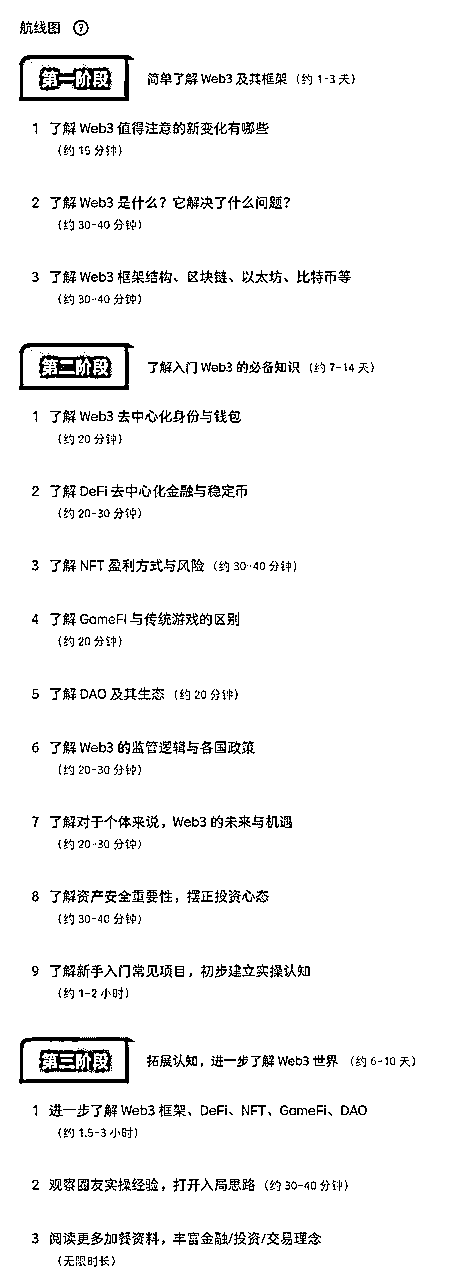 航线图 ?
第一阶段 简单了解 Web3 及其框架（约 1-3 天）
1 了解 Web3 值得注意的新变化有哪些
（约 15 分钟）
2 了解 Web3 是什么？它解决了什么问题？
（约 30-40 分钟）
3 了解 Web3 框架结构、区块链、以太坊、比特币等
（约 30-40 分钟）
第二阶段 了解入门 Web3 的必备知识（约 7-14 天）
1 了解 Web3 去中心化身份与钱包
（约 20 分钟）
2 了解 DeFi 去中心化金融与稳定币
（约 20-30 分钟）
3 了解 NFT 盈利方式与风险（约 30-40 分钟）
4 了解 GameFi 与传统游戏的区别
（约 20 分钟）
5 了解 DAO 及其生态（约 20 分钟）
6 了解 Web3 的监管逻辑与各国政策
（约 20-30 分钟）
7 了解对于个体来说，Web3 的未来与机遇
（约 20-30 分钟）
8 了解资产安全重要性，摆正投资心态
（约 30-40 分钟）
9 了解新手入门常见项目，初步建立实操认知
（约 1-2 小时）
第三阶段 拓展认知，进一步了解 Web3 世界（约 6-10 天）
1 进一步了解 Web3 框架、DeFi、NFT、GameFi、DAO
（约 1.5-3 小时）
2 观察圈友实操经验，打开入局思路（约 30-40 分钟）
3 阅读更多加餐资料，丰富金融/投资/交易理念
（无限时长）